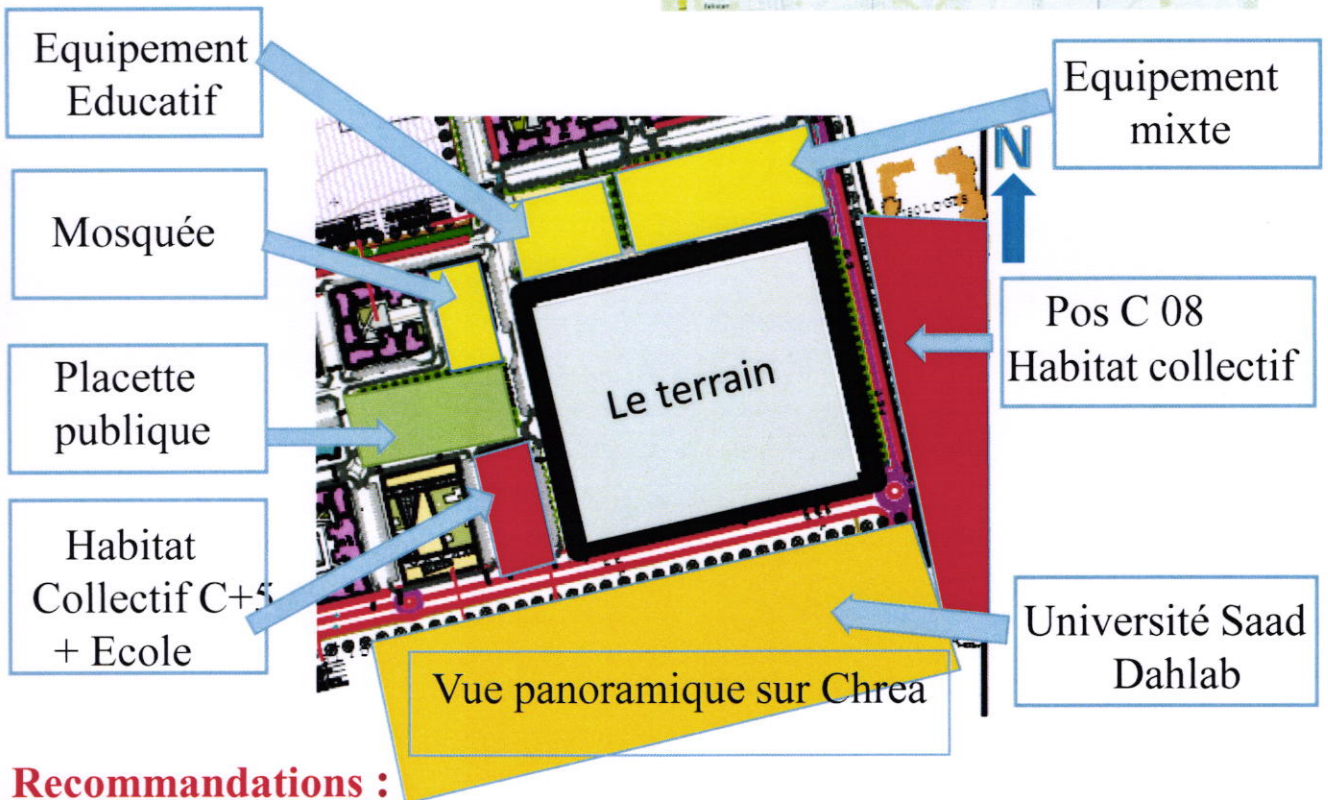 Equipement
Educatif
Equipement
mixte
N
Mosquée
Pos C 08
Habitat collectif
Le terrain
Placette
publique
Habitat
Collectif C+5
+ Ecole
Université Saad
Dahlab
Vue panoramique sur Chrea
Recommandations :